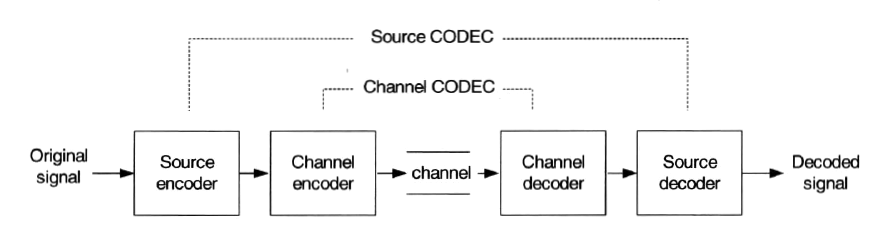 Source CODEC
Channel CODEC
Original
signal
Source
encoder
Channel
encoder
channel
Channel
decoder
Source
decoder
Decoded
signal